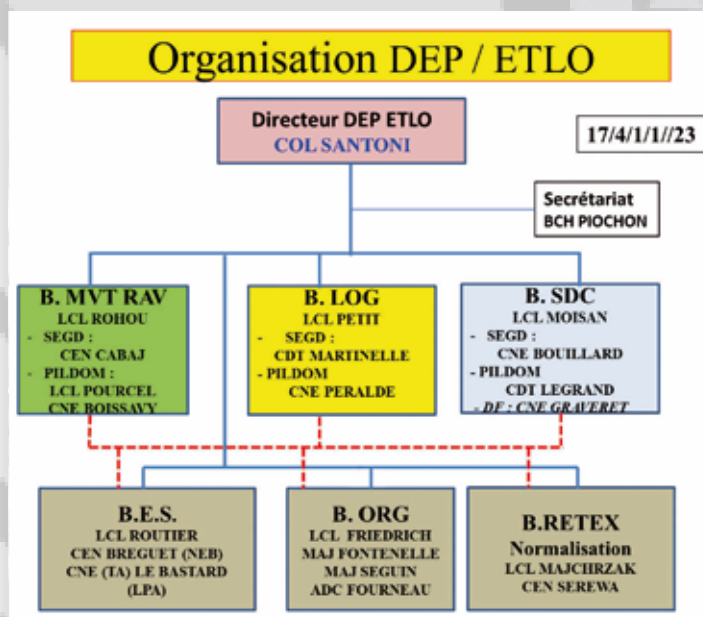 Organisation DEP / ETLO
Directeur DEP ETLO
COL SANTONI
17/4/1/1//23
Secrétariat
BCH PIOCHON
B. MVT RAV
LCL ROHOU
- SEGD :
CEN CABAJ
- PILDOM :
LCL POURCEL
CNE BOISSAVY
B. LOG
LCL PETIT
- SEGD :
CDT MARTINELLE
- PILDOM
CNE PERALDE
B. SDC
LCL MOISAN
- SEGD :
CNE BOUILLARD
- PILDOM
CDT LEGRAND
- DF : CNE GRAVERET
B.E.S.
LCL ROUTIER
CEN BREGUET (NEB)
CNE (TA) LE BASTARD
(LPA)
B. ORG
LCL FRIEDRICH
MAJ FONTENELLE
MAJ SEGUIN
ADC FOURNEAU
B.RETEX
Normalisation
LCL MAJCHRZAK
CEN SEREWA